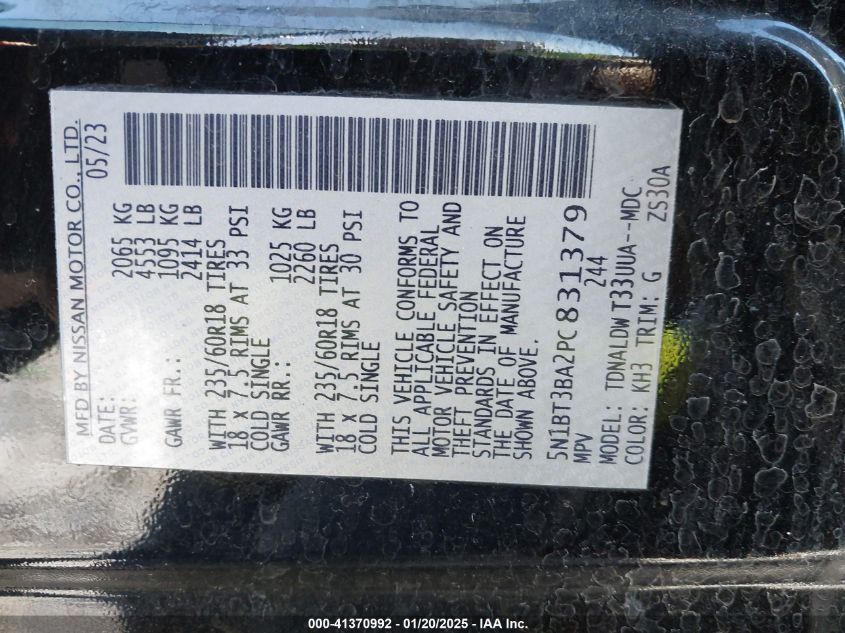 MFD BY NISSAN MOTOR CO., LTD.
DATE: 05/23
GVWR: 2065 KG
4553 LB
GAWR FR.: 1095 KG
2414 LB
WITH 235/60R18 TIRES
18 X 7.5 RIMS AT 33 PSI
COLD SINGLE
GAWR RR.: 1025 KG
2260 LB
WITH 235/60R18 TIRES
18 X 7.5 RIMS AT 30 PSI
COLD SINGLE
THIS VEHICLE CONFORMS TO
ALL APPLICABLE FEDERAL
MOTOR VEHICLE SAFETY AND
THEFT PREVENTION
STANDARDS IN EFFECT ON
THE DATE OF MANUFACTURE
SHOWN ABOVE.
5N1BT3BA2PC831379
MPV 244
MODEL: TDNALDWT33UUA--MDC
COLOR: KH3 TRIM: G ZS30A
000-41370992 / 01/20/2025 - IAA Inc.